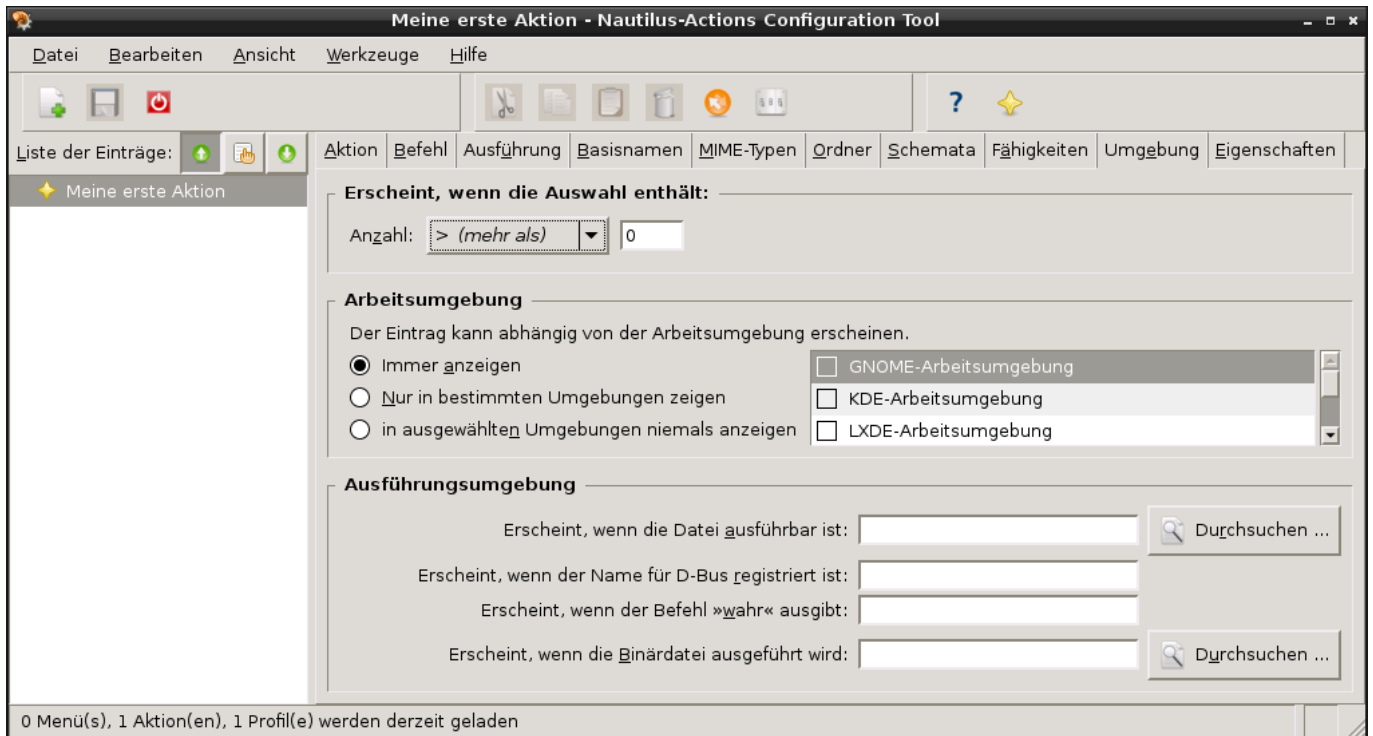 Meine erste Aktion - Nautilus-Actions Configuration Tool
Datei Bearbeiten Ansicht Werkzeuge Hilfe
?
Liste der Einträge:
Aktion Befehl Ausführung Basisnamen MIME-Typen Ordner Schemata Fähigkeiten Umgebung Eigenschaften
Meine erste Aktion
Erscheint, wenn die Auswahl enthält:
Anzahl: > (mehr als) 0
Arbeitsumgebung
Der Eintrag kann abhängig von der Arbeitsumgebung erscheinen.
Immer anzeigen
GNOME-Arbeitsumgebung
Nur in bestimmten Umgebungen zeigen
KDE-Arbeitsumgebung
in ausgewählten Umgebungen niemals anzeigen
LXDE-Arbeitsumgebung
Ausführungsumgebung
Erscheint, wenn die Datei ausführbar ist: Durchsuchen ...
Erscheint, wenn der Name für D-Bus registriert ist:
Erscheint, wenn der Befehl »wahr« ausgibt:
Erscheint, wenn die Binärdatei ausgeführt wird: Durchsuchen ...
0 Menü(s), 1 Aktion(en), 1 Profil(e) werden derzeit geladen